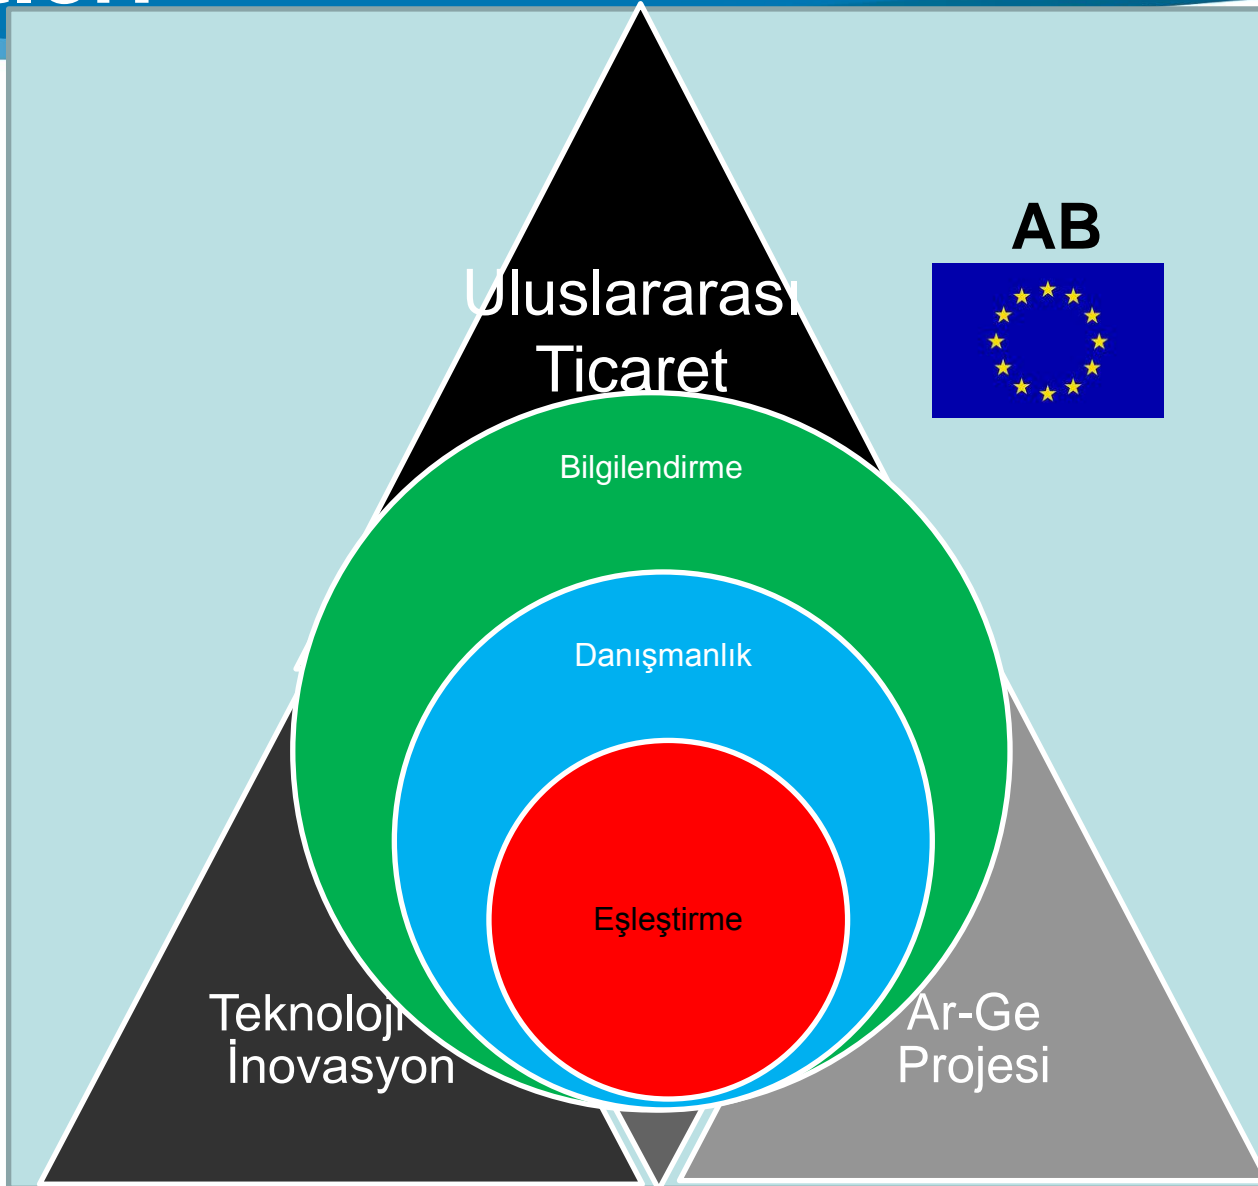 AB
Uluslararası
Ticaret
Bilgilendirme
Danışmanlık
Eşleştirme
Teknoloji
İnovasyon
Ar-Ge
Projesi